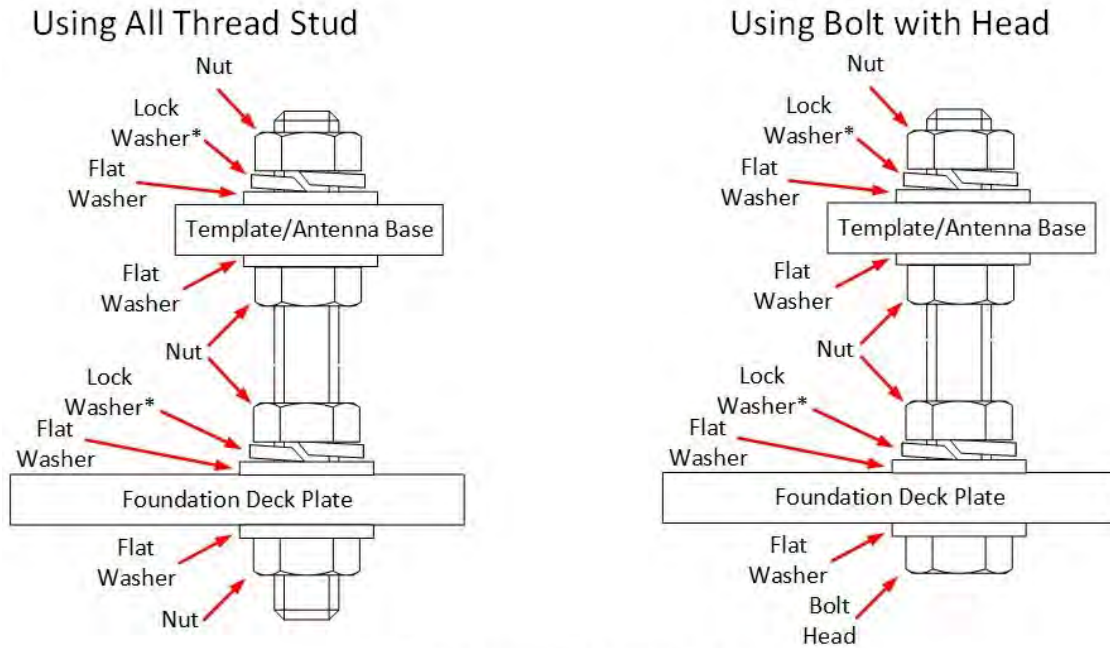 Using All Thread Stud
Nut
Lock
Washer*
Flat
Washer
Template/Antenna Base
Flat
Washer
Nut
Lock
Washer*
Flat
Washer
Foundation Deck Plate
Flat
Washer
Nut
Using Bolt with Head
Nut
Lock
Washer*
Flat
Washer
Template/Antenna Base
Flat
Washer
Nut
Lock
Washer*
Flat
Washer
Foundation Deck Plate
Flat
Washer
Bolt
Head